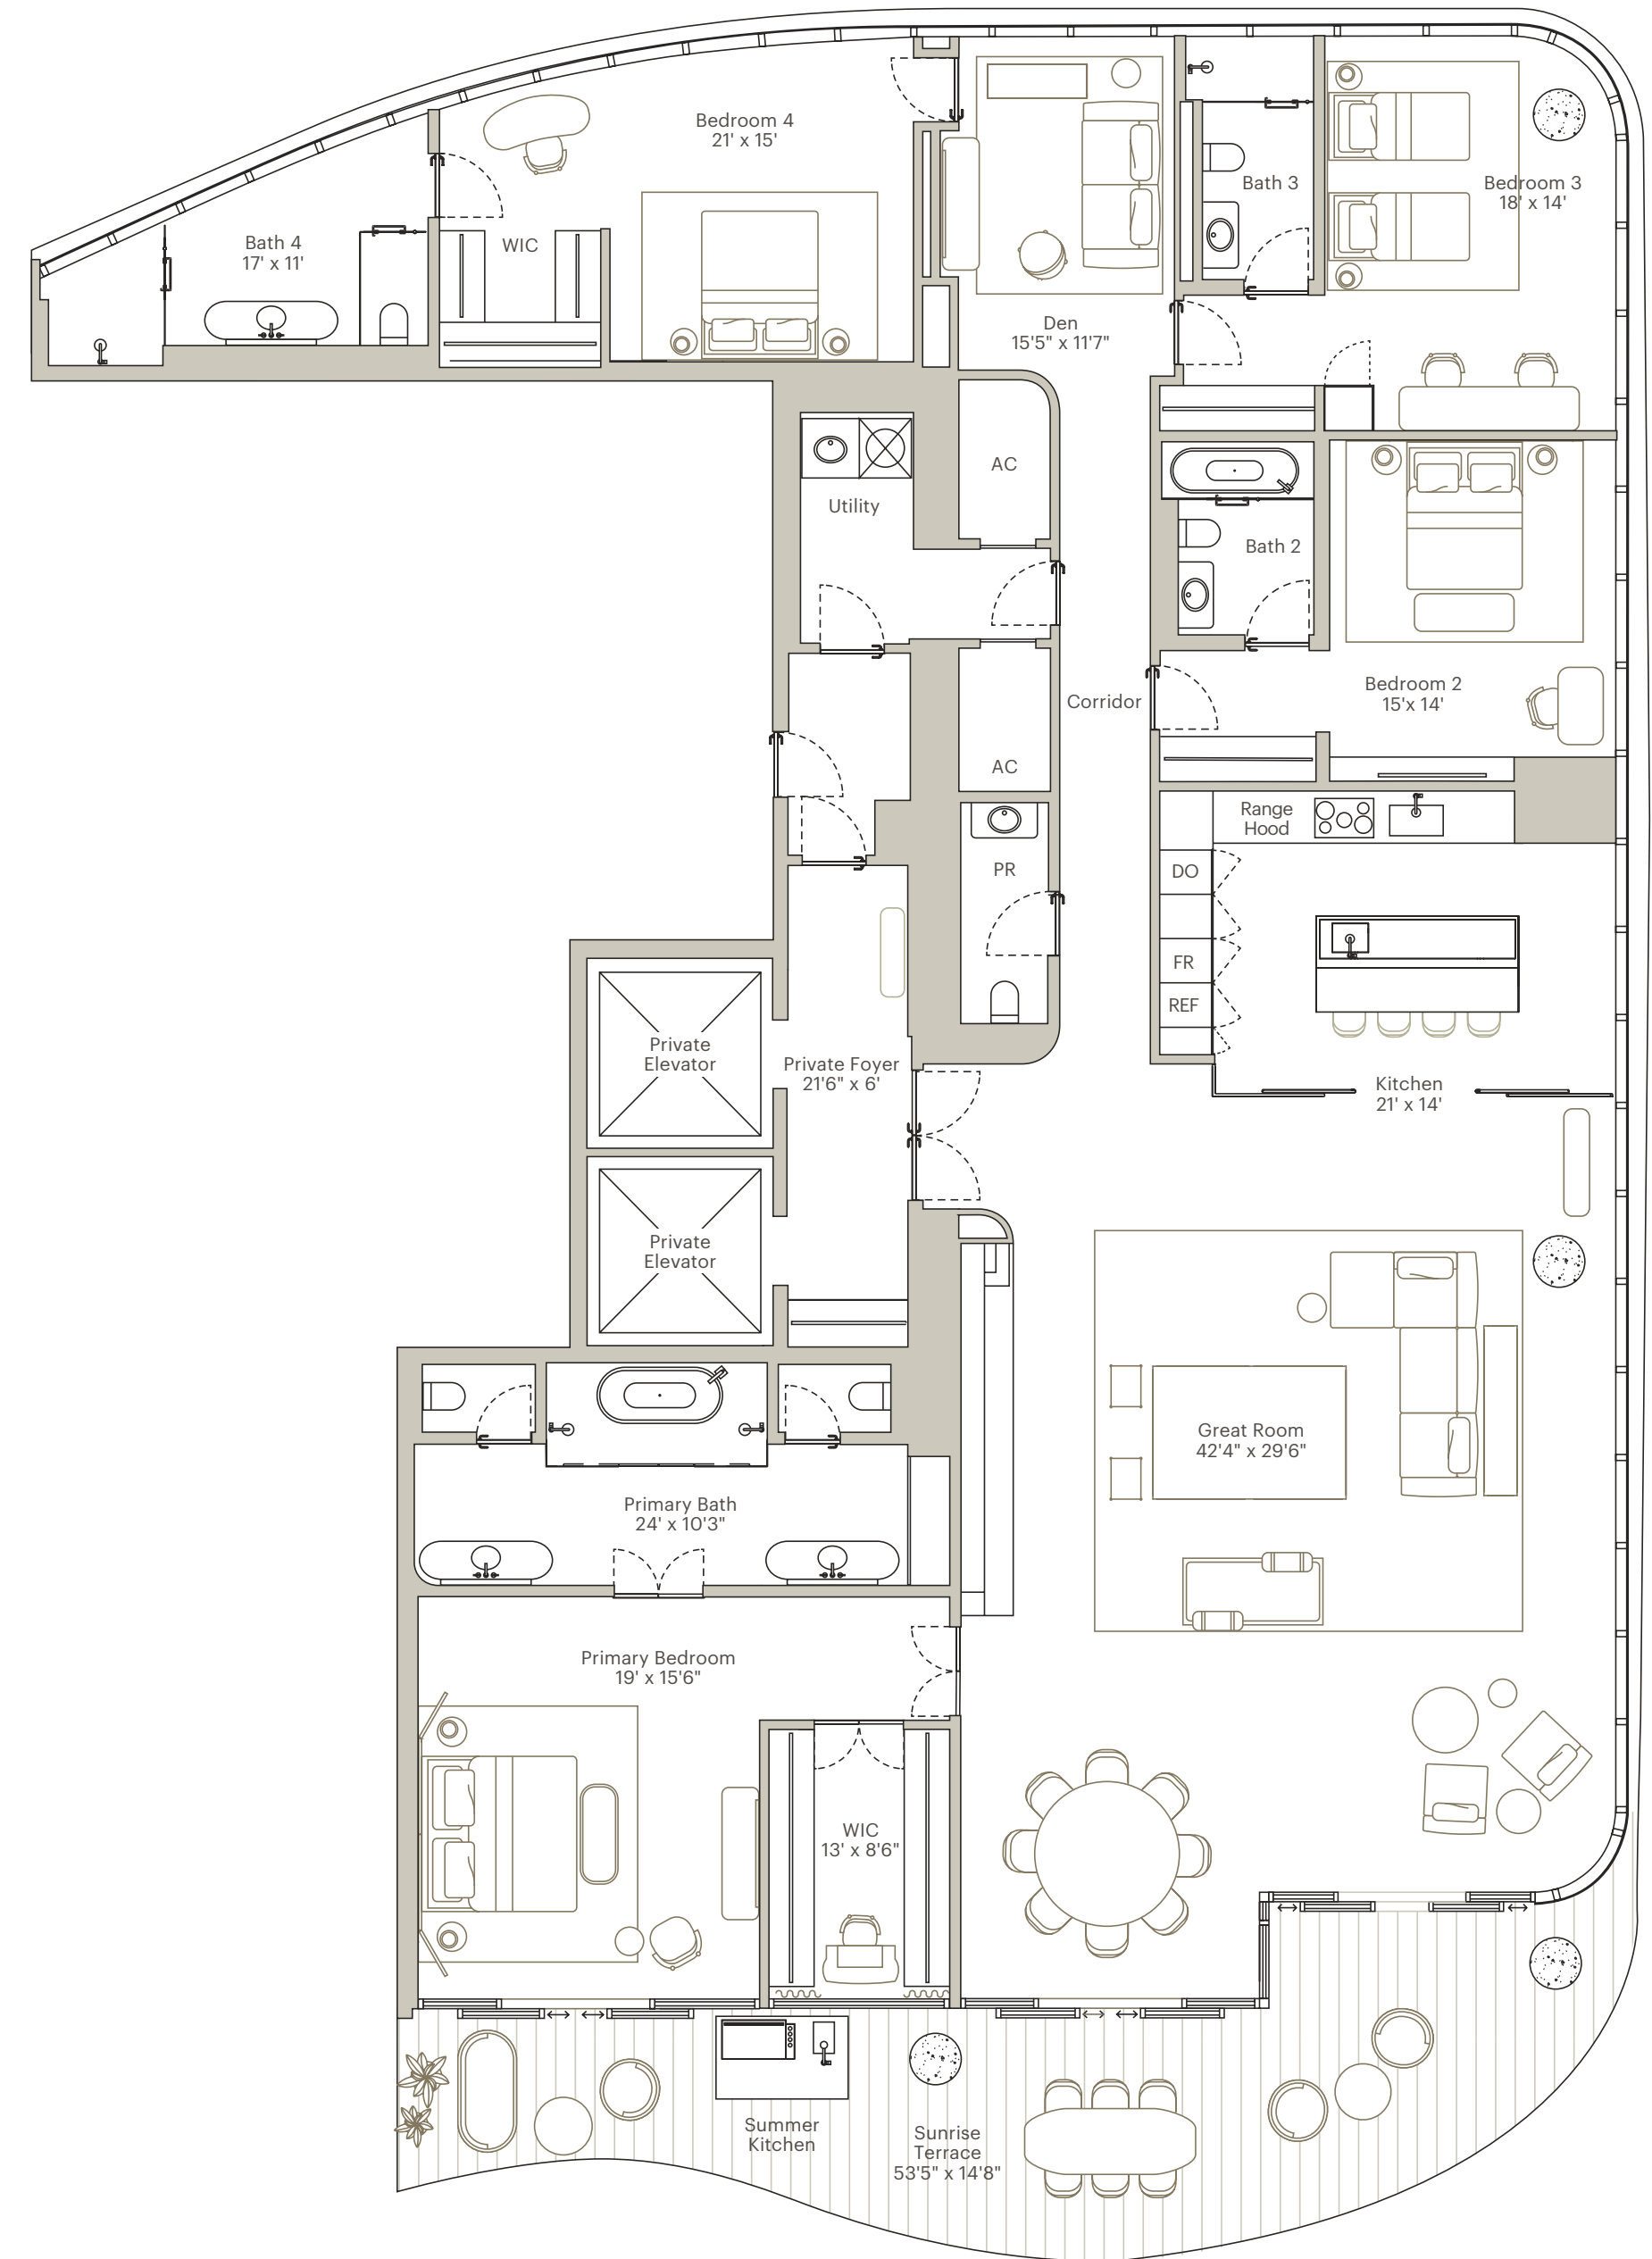 Bedroom 4
21' x 15'
Bath 3
Bedroom 3
18' x 14'
Bath 4
17' x 11'
WIC
Den
15'5" x 11'7"
AC
Utility
Bath 2
Corridor
Bedroom 2
15'x 14'
AC
Range
Hood
PR
DO
FR
REF
Private
Elevator
Private Foyer
21'6" x 6'
Kitchen
21' x 14'
Private
Elevator
Great Room
42'4" x 29'6"
Primary Bath
24' x 10'3"
Primary Bedroom
19' x 15'6"
WIC
13' x 8'6"
Summer
Kitchen
Sunrise
Terrace
53'5" x 14'8"